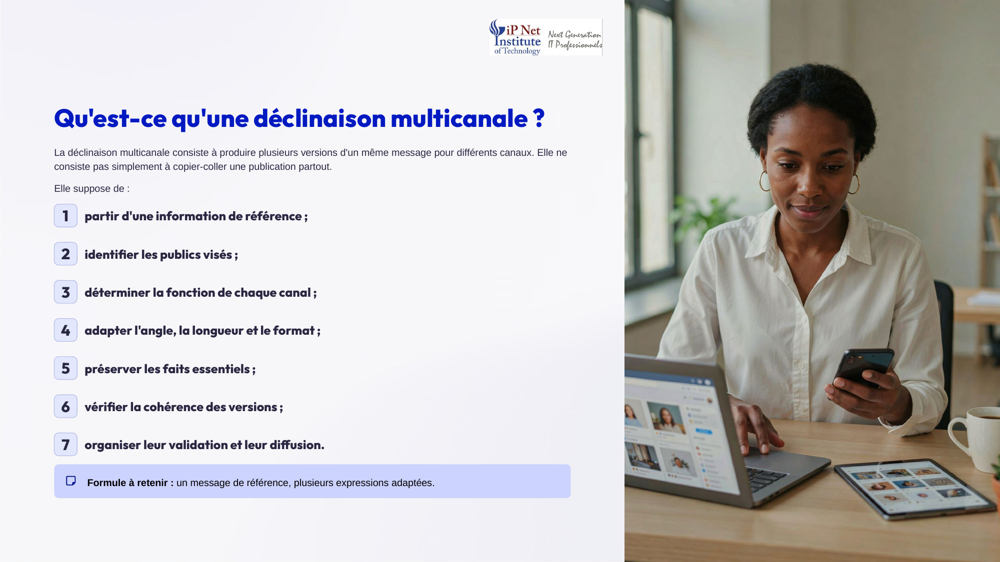 iP Net
Institute
of Technology
Next Generation
IT Professionnels
Qu'est-ce qu'une déclinaison multicanale ?
La déclinaison multicanale consiste à produire plusieurs versions d'un même message pour différents canaux. Elle ne
consiste pas simplement à copier-coller une publication partout.
Elle suppose de :
1 partir d'une information de référence ;
2 identifier les publics visés ;
3 déterminer la fonction de chaque canal ;
4 adapter l'angle, la longueur et le format ;
5 préserver les faits essentiels ;
6 vérifier la cohérence des versions ;
7 organiser leur validation et leur diffusion.
Formule à retenir : un message de référence, plusieurs expressions adaptées.